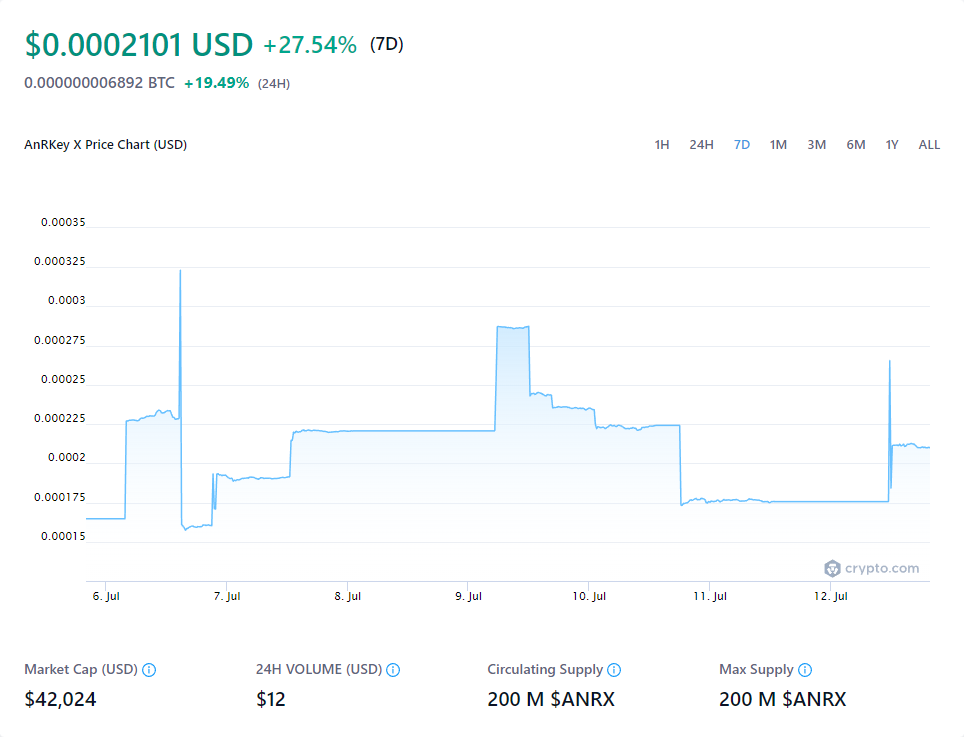 $0.0002101 USD +27.54% (7D)
0.000000006892 BTC +19.49% (24H)
AnRKey X Price Chart (USD) 1H 24H 7D 1M 3M 6M 1Y ALL
0.00035
0.000325
0.0003
0.000275
0.00025
0.000225
0.0002
0.000175
0.00015
crypto.com
6. Jul 7. Jul 8. Jul 9. Jul 10. Jul 11. Jul 12. Jul
Market Cap (USD) 24H VOLUME (USD) Circulating Supply Max Supply
$42,024 $12 200 M $ANRX 200 M $ANRX